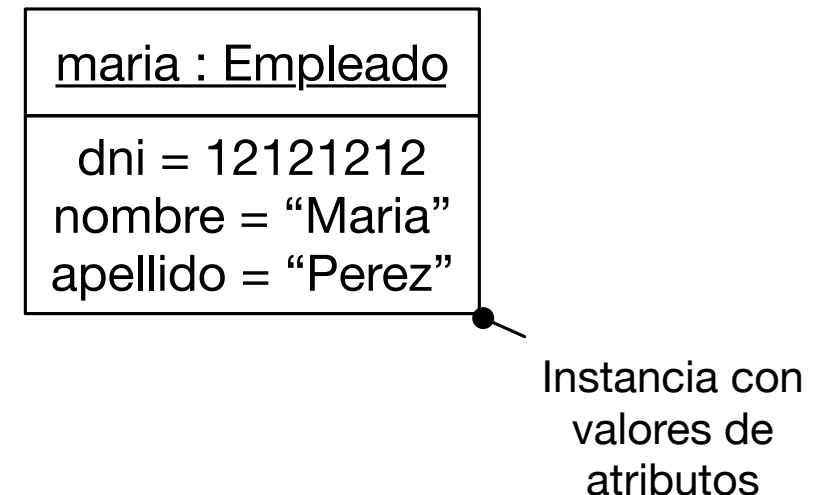 maria : Empleado
dni = 12121212
nombre = “Maria”
apellido = “Perez”
Instancia con
valores de
atributos